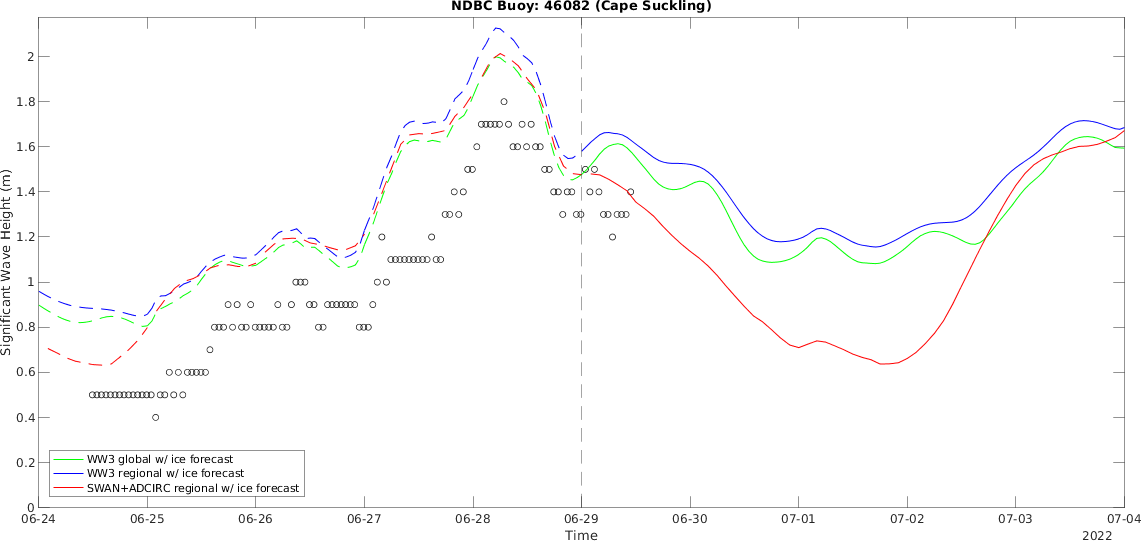 NDBC Buoy: 46082 (Cape Suckling)
Significant Wave Height (m)
2
1.8
1.6
1.4
1.2
1
0.8
0.6
0.4
0.2
0
WW3 global w/ ice forecast
WW3 regional w/ ice forecast
SWAN+ADCIRC regional w/ ice forecast
06-24 06-25 06-26 06-27 06-28 06-29 06-30 07-01 07-02 07-03 07-04
Time
2022